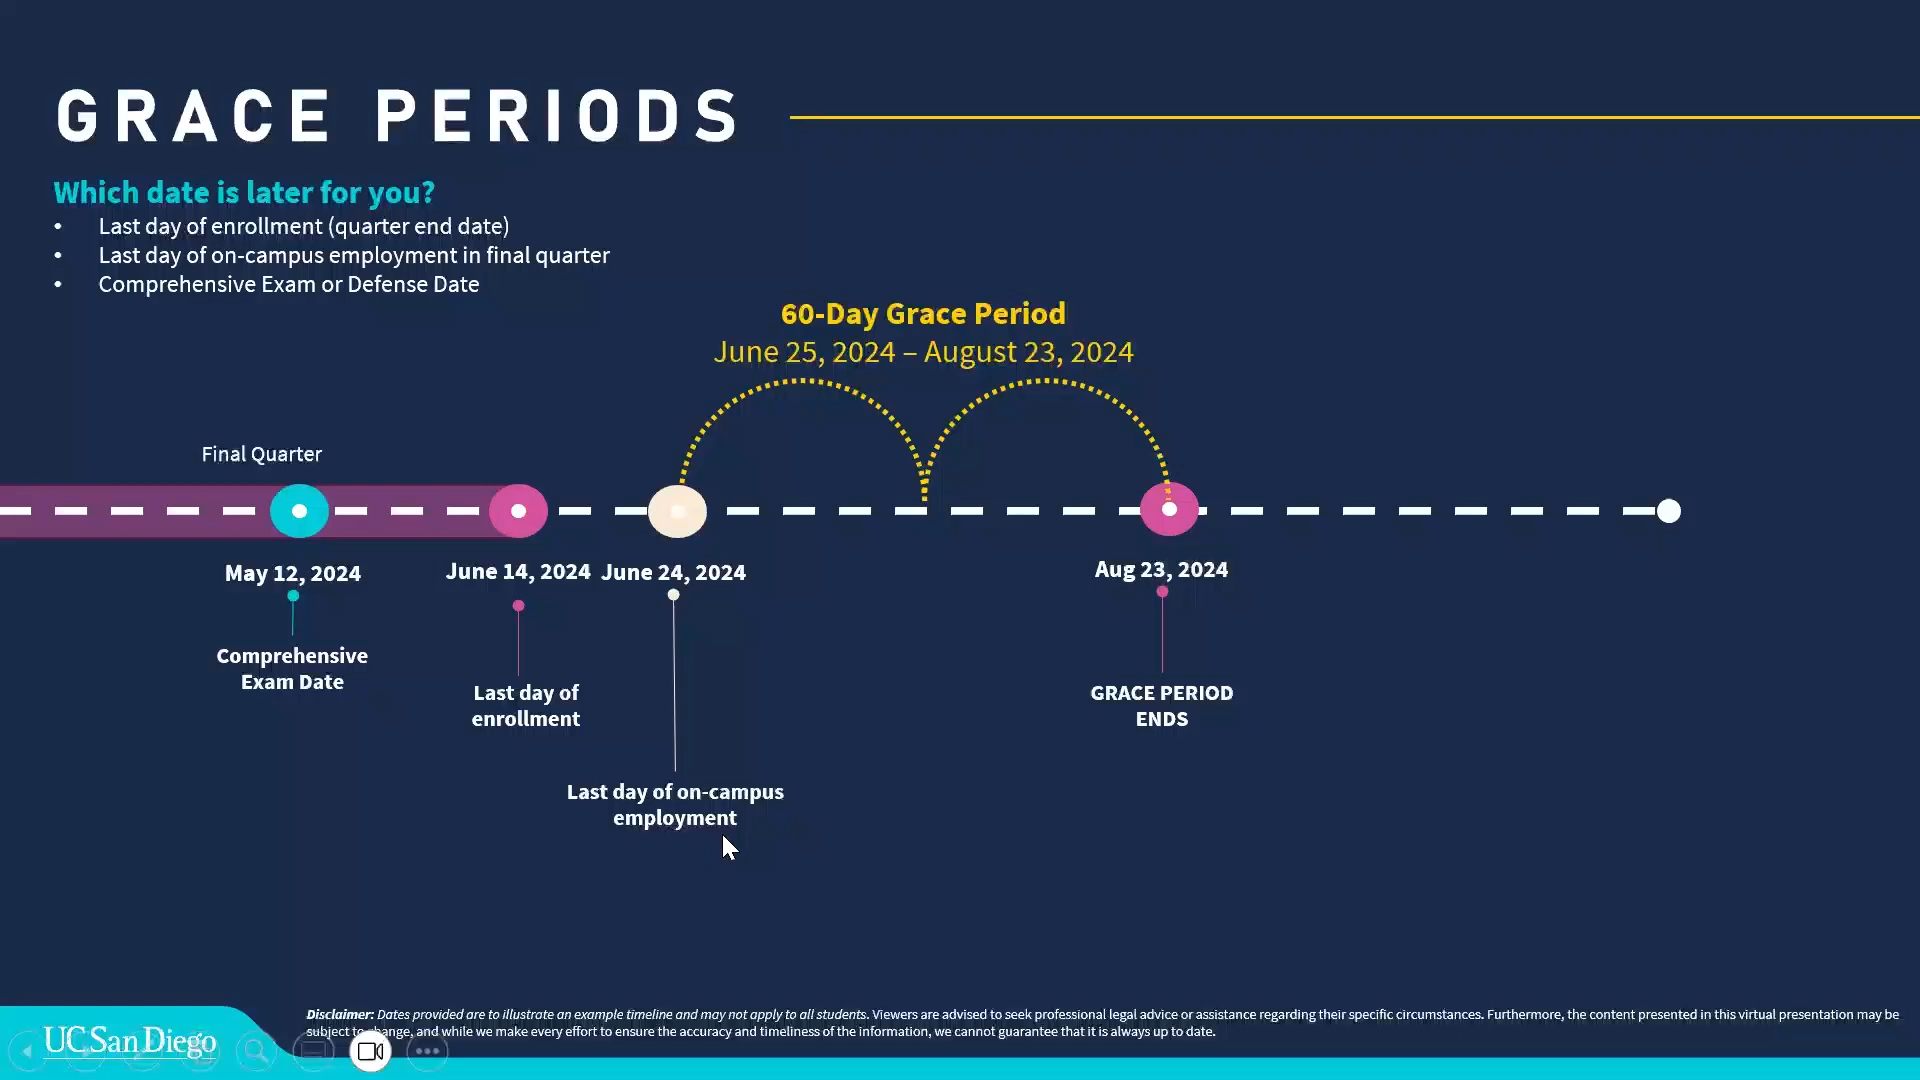 GRACE PERIODS
Which date is later for you?
• Last day of enrollment (quarter end date)
• Last day of on-campus employment in final quarter
• Comprehensive Exam or Defense Date
60-Day Grace Period
June 25, 2024 – August 23, 2024
Final Quarter
May 12, 2024
June 14, 2024
June 24, 2024
Aug 23, 2024
Comprehensive
Exam Date
Last day of
enrollment
GRACE PERIOD
ENDS
Last day of on-campus
employment
Disclaimer: Dates provided are to illustrate an example timeline and may not apply to all students. Viewers are advised to seek professional legal advice or assistance regarding their specific circumstances. Furthermore, the content presented in this virtual presentation may be
subject to change, and while we make every effort to ensure the accuracy and timeliness of the information, we cannot guarantee that it is always up to date.
UC San Diego